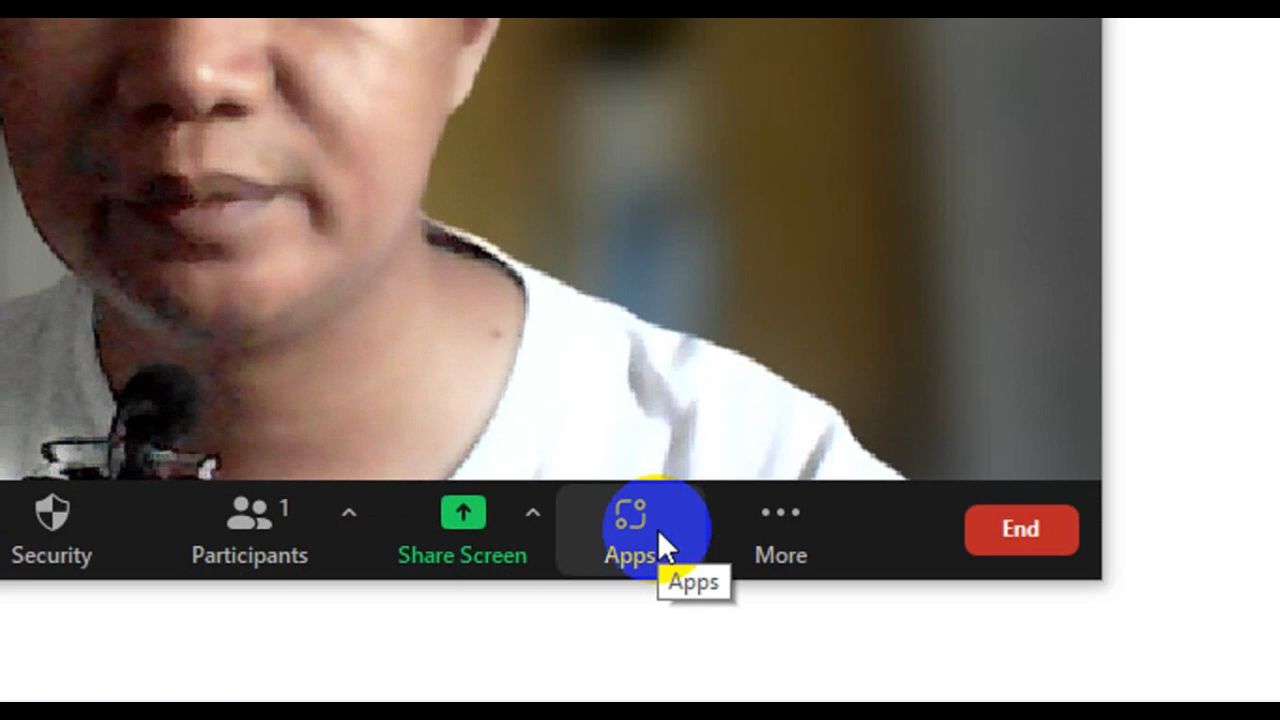 1
Security
Participants
Share Screen
Apps
More
End
Apps